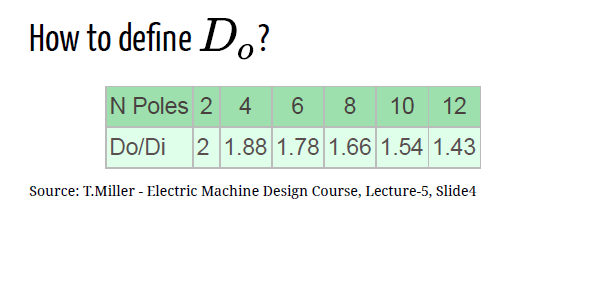 How to define Do?
N Poles 2 4 6 8 10 12
Do/Di 2 1.88 1.78 1.66 1.54 1.43
Source: T.Miller - Electric Machine Design Course, Lecture-5, Slide4